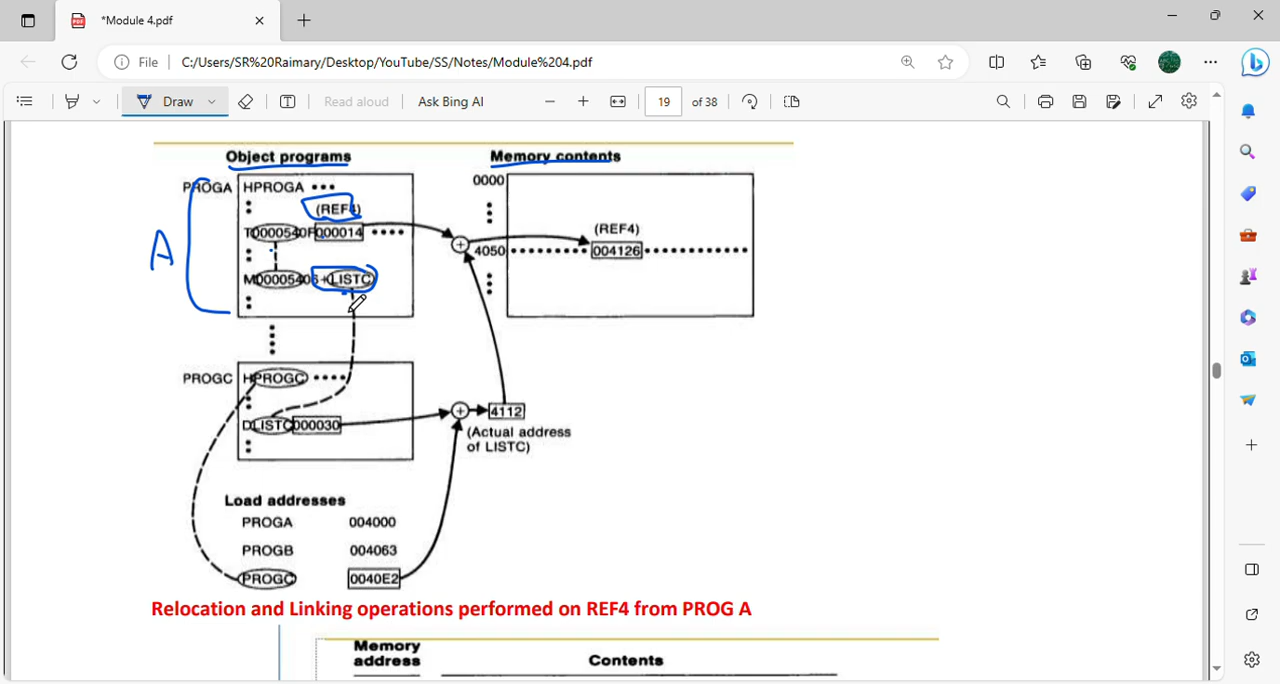 *Module 4.pdf
File C:/Users/SR%20Raimary/Desktop/YouTube/SS/Notes/Module%204.pdf
Draw Read aloud Ask Bing AI 19 of 38
Object programs Memory contents
PROGA HPROGA •••
0000
(REF4)
T0000540F000014 ••••
(REF4)
4050 004126
M00005406+LISTC
A
PROGC HPROGC ••••
DLISTC000030
4112
(Actual address
of LISTC)
Load addresses
PROGA 004000
PROGB 004063
PROGC 0040E2
Relocation and Linking operations performed on REF4 from PROG A
Memory
address Contents